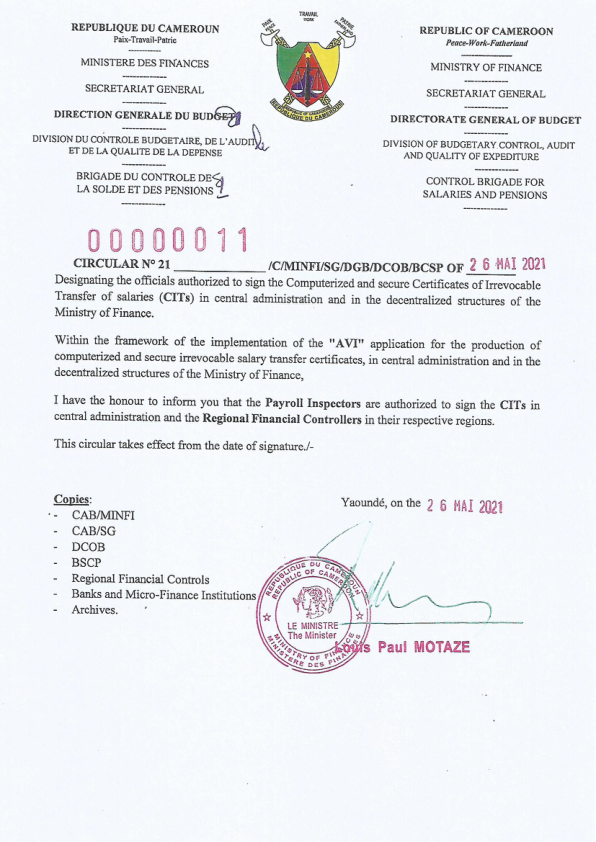 REPUBLIQUE DU CAMEROUN
Paix-Travail-Patrie
MINISTERE DES FINANCES
SECRETARIAT GENERAL
DIRECTION GENERALE DU BUDGET
DIVISION DU CONTROLE BUDGETAIRE, DE L'AUDIT
ET DE LA QUALITE DE LA DEPENSE
BRIGADE DU CONTROLE DE
LA SOLDE ET DES PENSIONS
PAIX
TRAVAIL
WORK
PATRIE
REPUBLIQUE DU CAMEROUN
REPUBLIC OF CAMEROON
Peace-Work-Fatherland
MINISTRY OF FINANCE
SECRETARIAT GENERAL
DIRECTORATE GENERAL OF BUDGET
DIVISION OF BUDGETARY CONTROL, AUDIT
AND QUALITY OF EXPEDITURE
CONTROL BRIGADE FOR
SALARIES AND PENSIONS
00000011
CIRCULAR N° 21 /C/MINFI/SG/DGB/DCOB/BCSP OF 26 MAI 2021
Designating the officials authorized to sign the Computerized and secure Certificates of Irrevocable
Transfer of salaries (CITs) in central administration and in the decentralized structures of the
Ministry of Finance.
Within the framework of the implementation of the "AVI" application for the production of
computerized and secure irrevocable salary transfer certificates, in central administration and in the
decentralized structures of the Ministry of Finance,
I have the honour to inform you that the Payroll Inspectors are authorized to sign the CITs in
central administration and the Regional Financial Controllers in their respective regions.
This circular takes effect from the date of signature./-
Copies:
- CAB/MINFI
- CAB/SG
- DCOB
- BSCP
- Regional Financial Controls
- Banks and Micro-Finance Institutions
- Archives.
Yaoundé, on the 26 MAI 2021
REPUBLIQUE DU CAMEROUN
REPUBLIC OF CAMEROON
LE MINISTRE
The Minister
MINISTRY OF FINANCE
MINISTERE DES FINANCES
Louis Paul MOTAZE